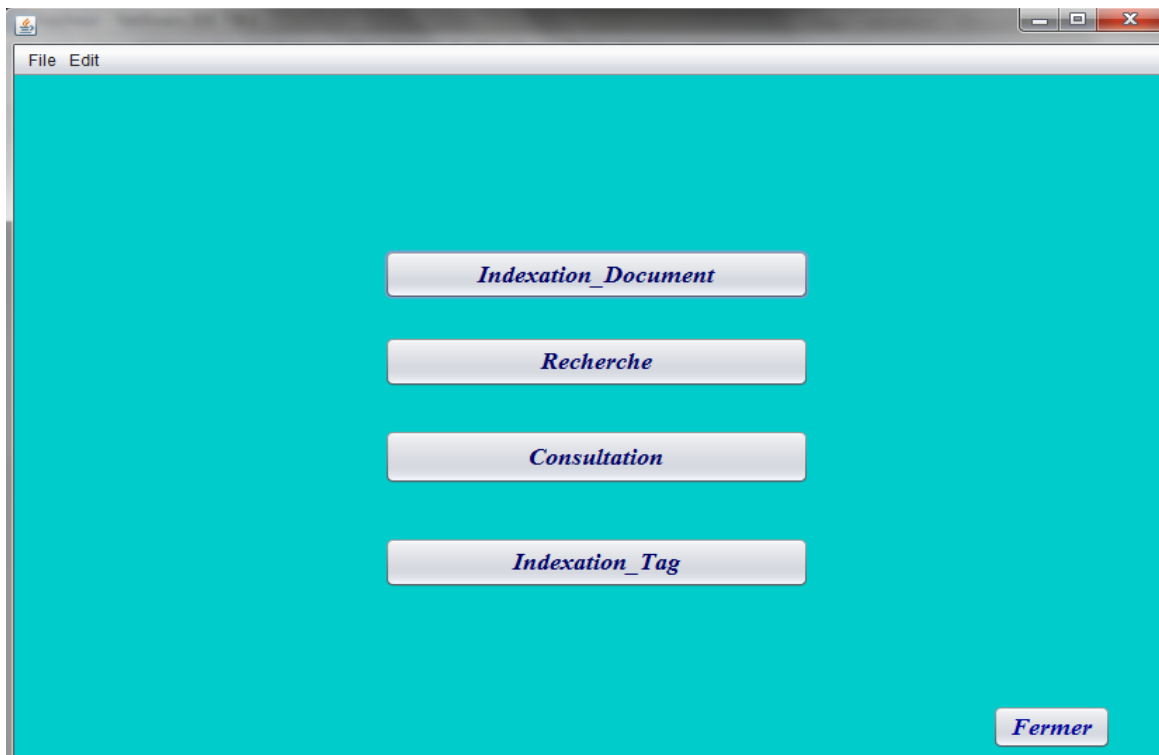 File Edit
Indexation_Document
Recherche
Consultation
Indexation_Tag
Fermer